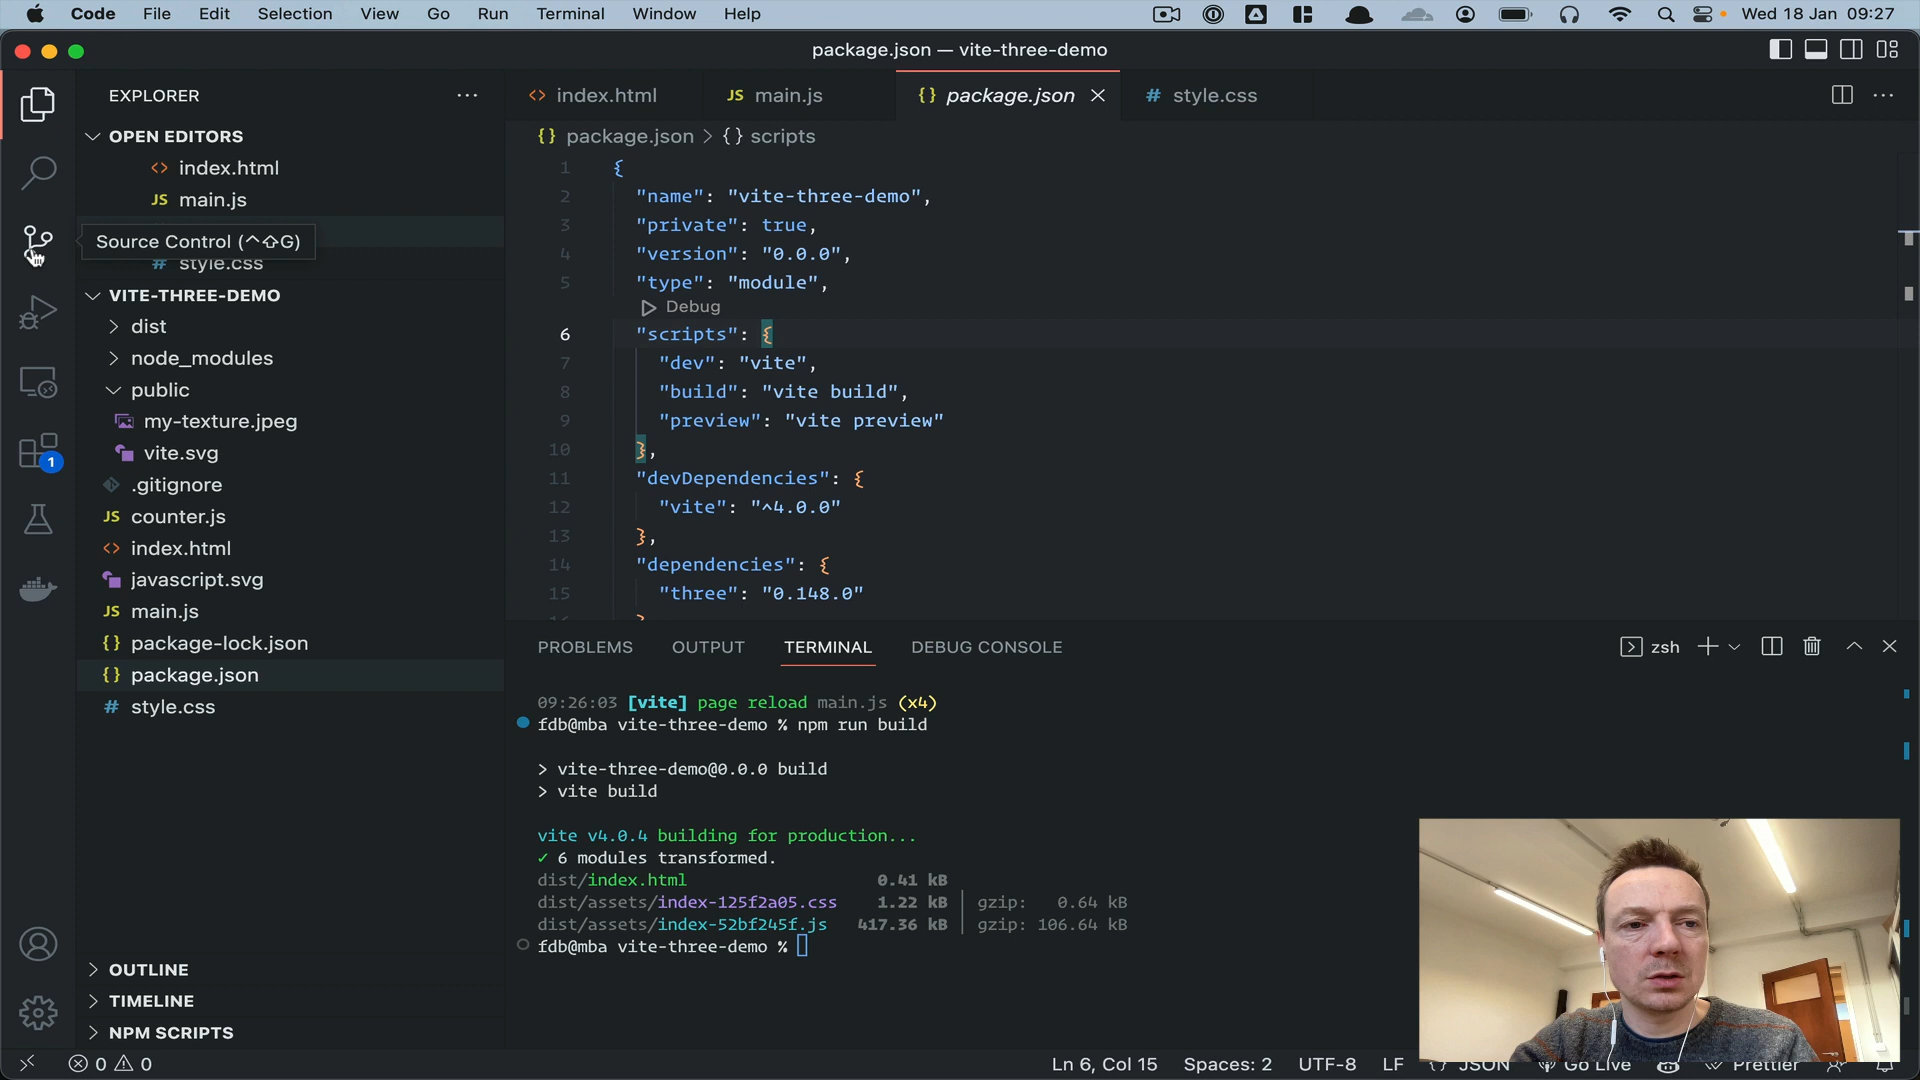 Code File Edit Selection View Go Run Terminal Window Help Wed 18 Jan 09:27
package.json — vite-three-demo
EXPLORER
OPEN EDITORS
index.html
JS main.js
Source Control (^⇧G)
# style.css
VITE-THREE-DEMO
dist
node_modules
public
my-texture.jpeg
vite.svg
.gitignore
JS counter.js
<> index.html
javascript.svg
JS main.js
{} package-lock.json
{} package.json
# style.css
OUTLINE
TIMELINE
NPM SCRIPTS
1
<> index.html JS main.js {} package.json # style.css
{} package.json > {} scripts
1 {
2 "name": "vite-three-demo",
3 "private": true,
4 "version": "0.0.0",
5 "type": "module",
Debug
6 "scripts": {
7 "dev": "vite",
8 "build": "vite build",
9 "preview": "vite preview"
10 },
11 "devDependencies": {
12 "vite": "^4.0.0"
13 },
14 "dependencies": {
15 "three": "0.148.0"
PROBLEMS OUTPUT TERMINAL DEBUG CONSOLE zsh
09:26:03 [vite] page reload main.js (x4)
fdb@mba vite-three-demo % npm run build
> vite-three-demo@0.0.0 build
> vite build
vite v4.0.4 building for production...
✓ 6 modules transformed.
dist/index.html 0.41 kB
dist/assets/index-125f2a05.css 1.22 kB | gzip: 0.64 kB
dist/assets/index-52bf245f.js 417.36 kB | gzip: 106.64 kB
fdb@mba vite-three-demo %
0 0 Ln 6, Col 15 Spaces: 2 UTF-8 LF {} JSON Go Live Prettier